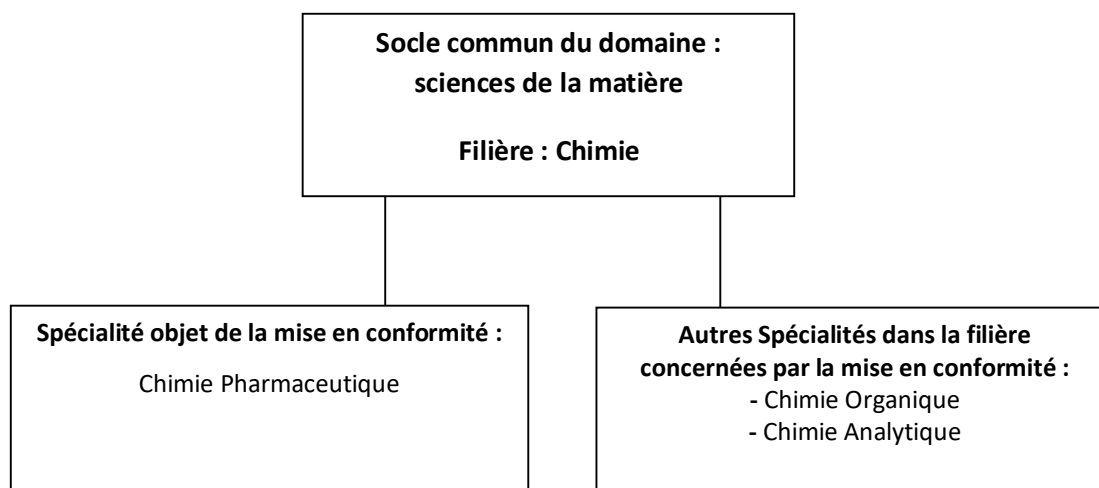 Socle commun du domaine :
sciences de la matière
Filière : Chimie
Spécialité objet de la mise en conformité :
Chimie Pharmaceutique
Autres Spécialités dans la filière
concernées par la mise en conformité :
- Chimie Organique
- Chimie Analytique